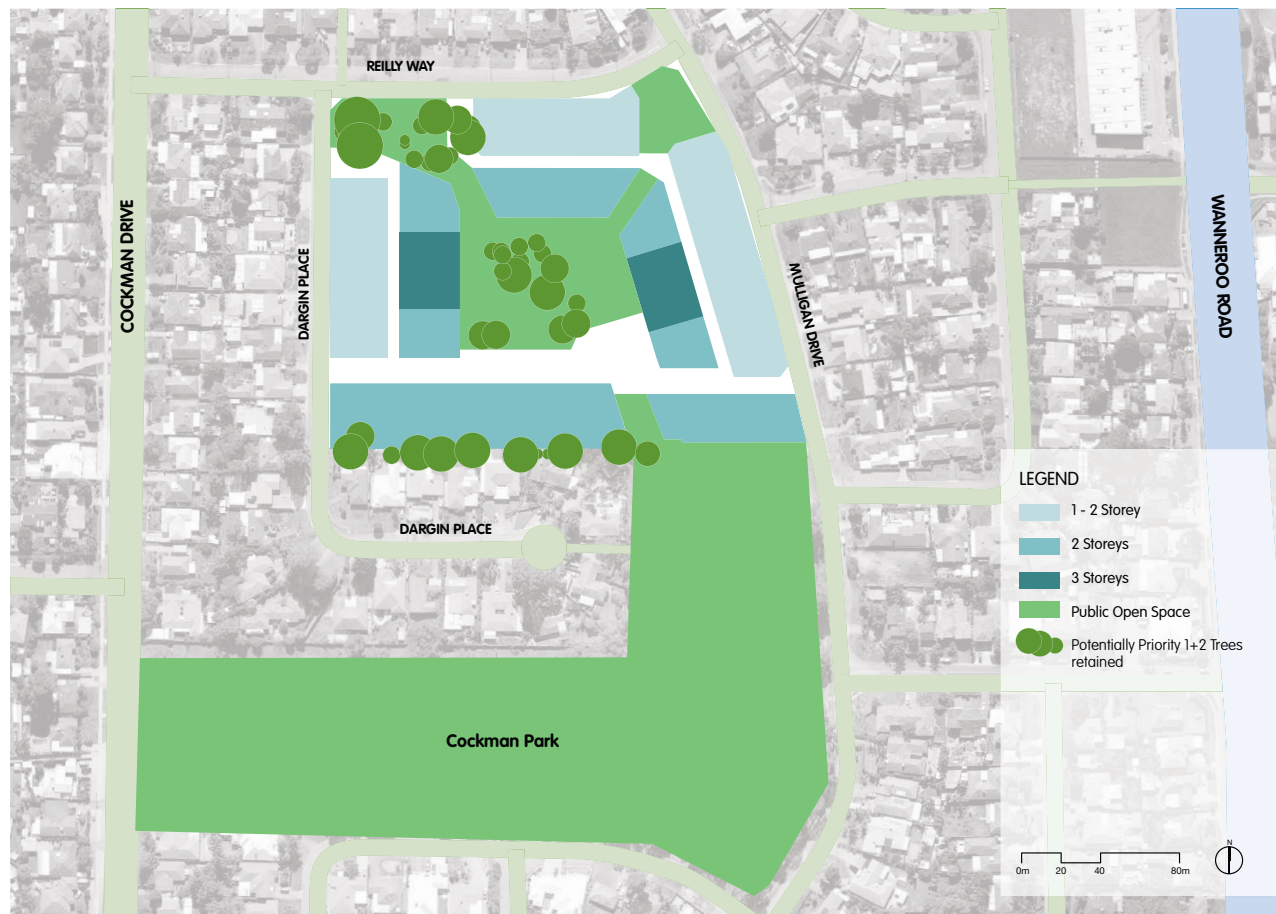 REILLY WAY
COCKMAN DRIVE
DARGIN PLACE
MULLIGAN DRIVE
WANNEROO ROAD
DARGIN PLACE
Cockman Park
LEGEND
1 - 2 Storey
2 Storeys
3 Storeys
Public Open Space
Potentially Priority 1+2 Trees
retained
N
0m 20 40 80m